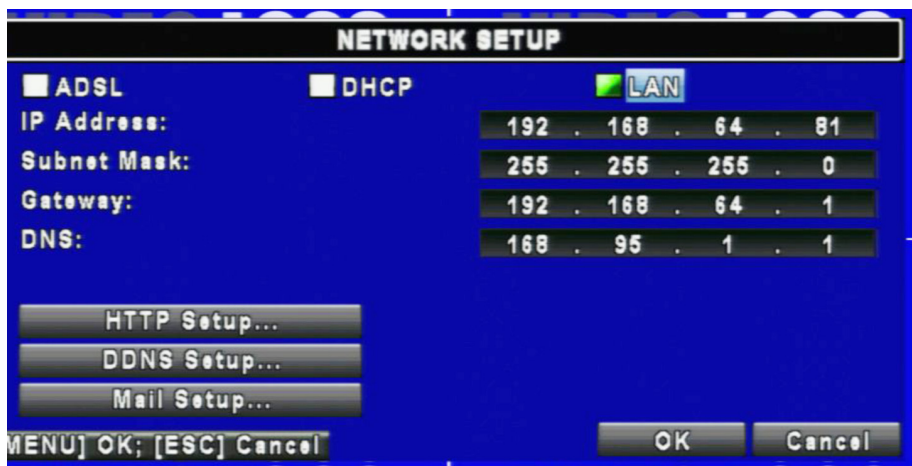 NETWORK SETUP
ADSL DHCP LAN
IP Address: 192 . 168 . 64 . 81
Subnet Mask: 255 . 255 . 255 . 0
Gateway: 192 . 168 . 64 . 1
DNS: 168 . 95 . 1 . 1
HTTP Setup...
DDNS Setup...
Mail Setup...
MENU] OK; [ESC] Cancel OK Cancel